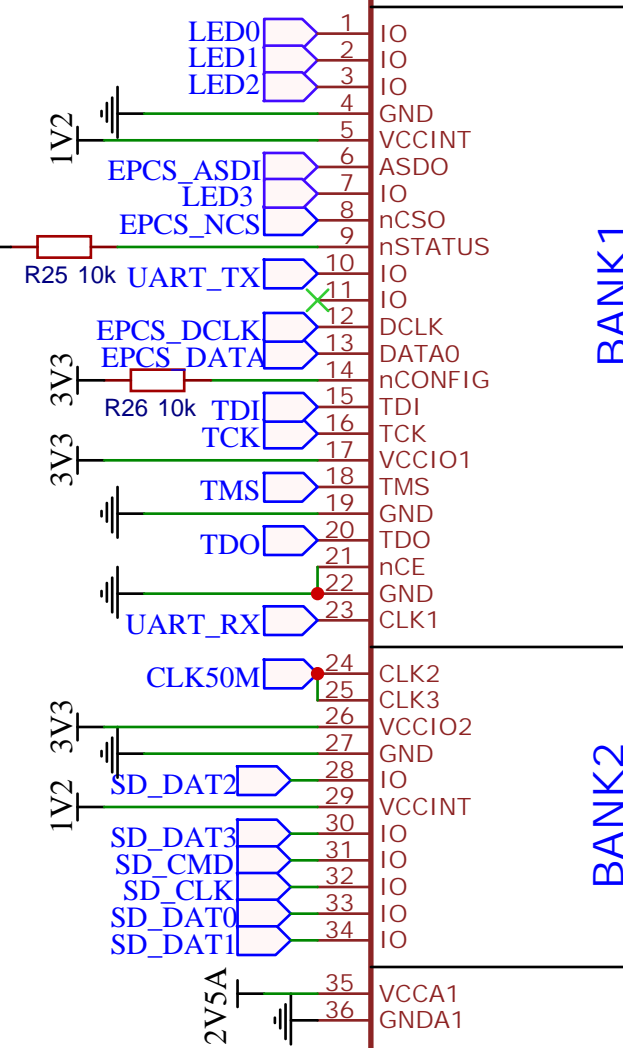 LED0 1 IO
LED1 2 IO
LED2 3 IO
4 GND
1V2 5 VCCINT
EPCS_ASDI 6 ASDO
LED3 7 IO
EPCS_NCS 8 nCSO
9 nSTATUS
R25 10k
UART_TX 10 IO
11 IO
EPCS_DCLK 12 DCLK
EPCS_DATA 13 DATA0
3V3 14 nCONFIG
R26 10k
TDI 15 TDI
TCK 16 TCK
3V3 17 VCCIO1
TMS 18 TMS
19 GND
TDO 20 TDO
21 nCE
22 GND
UART_RX 23 CLK1
BANK1
CLK50M 24 CLK2
25 CLK3
3V3 26 VCCIO2
27 GND
SD_DAT2 28 IO
1V2 29 VCCINT
SD_DAT3 30 IO
SD_CMD 31 IO
SD_CLK 32 IO
SD_DAT0 33 IO
SD_DAT1 34 IO
BANK2
2V5A 35 VCCA1
36 GNDA1